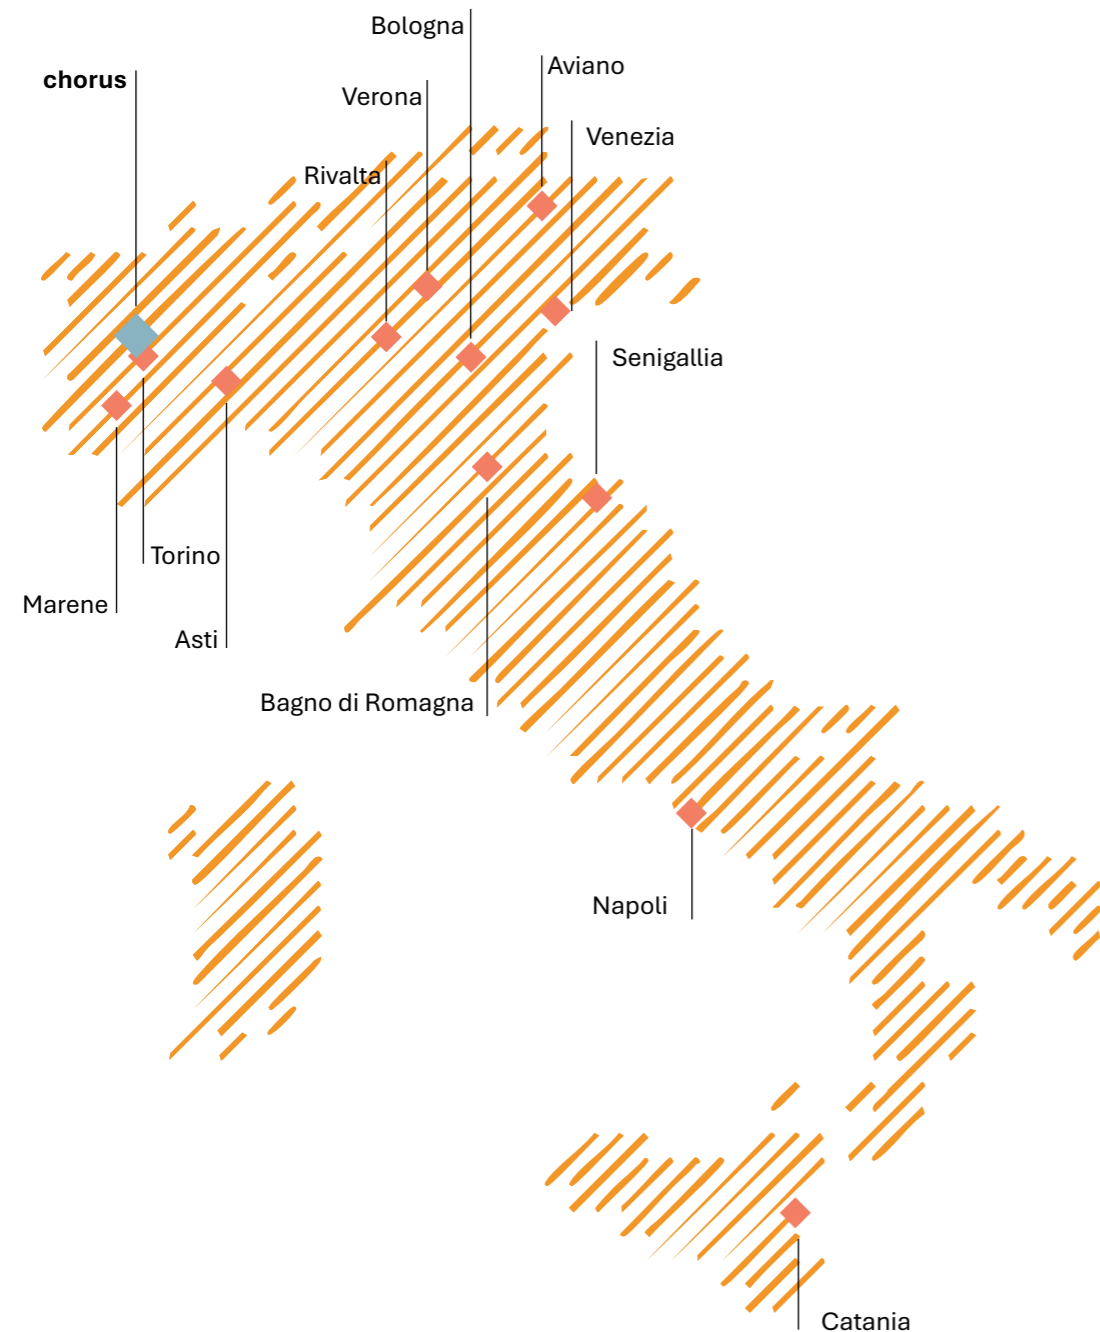 Bologna
Aviano
chorus
Verona
Venezia
Rivalta
Senigallia
Torino
Marene
Asti
Bagno di Romagna
Napoli
Catania